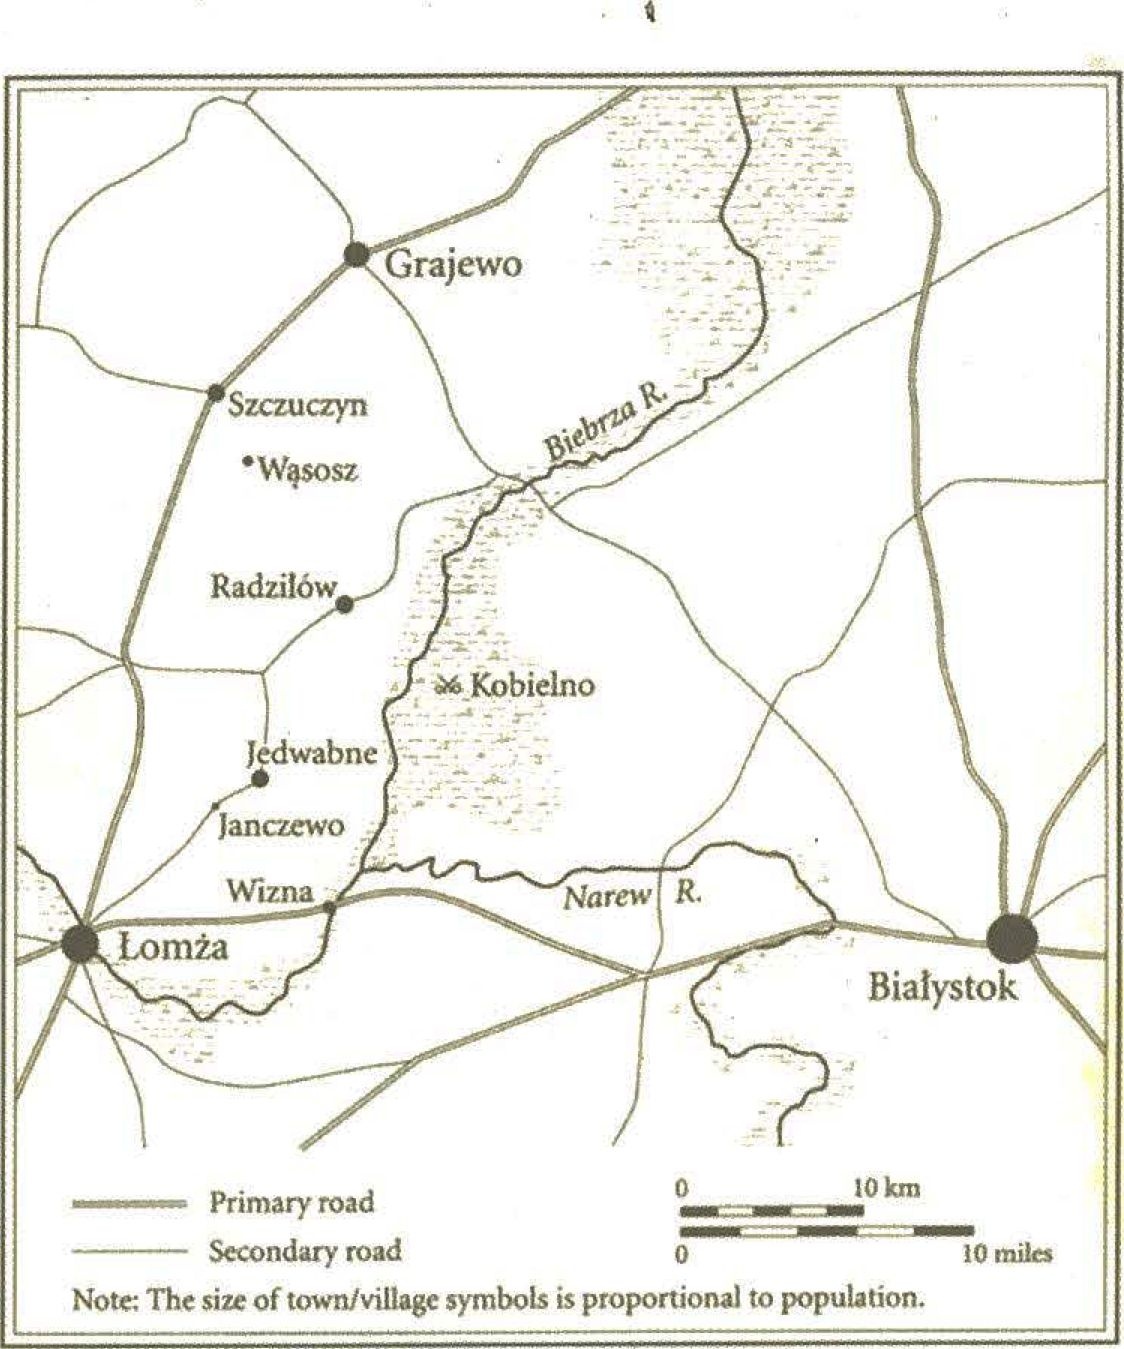 Grajewo
Szczuczyn
Biebrza R.
Wąsosz
Radziłów
Kobielno
Jedwabne
Janczewo
Wizna
Narew R.
Łomża
Białystok
Primary road
0 10 km
Secondary road
0 10 miles
Note: The size of town/village symbols is proportional to population.